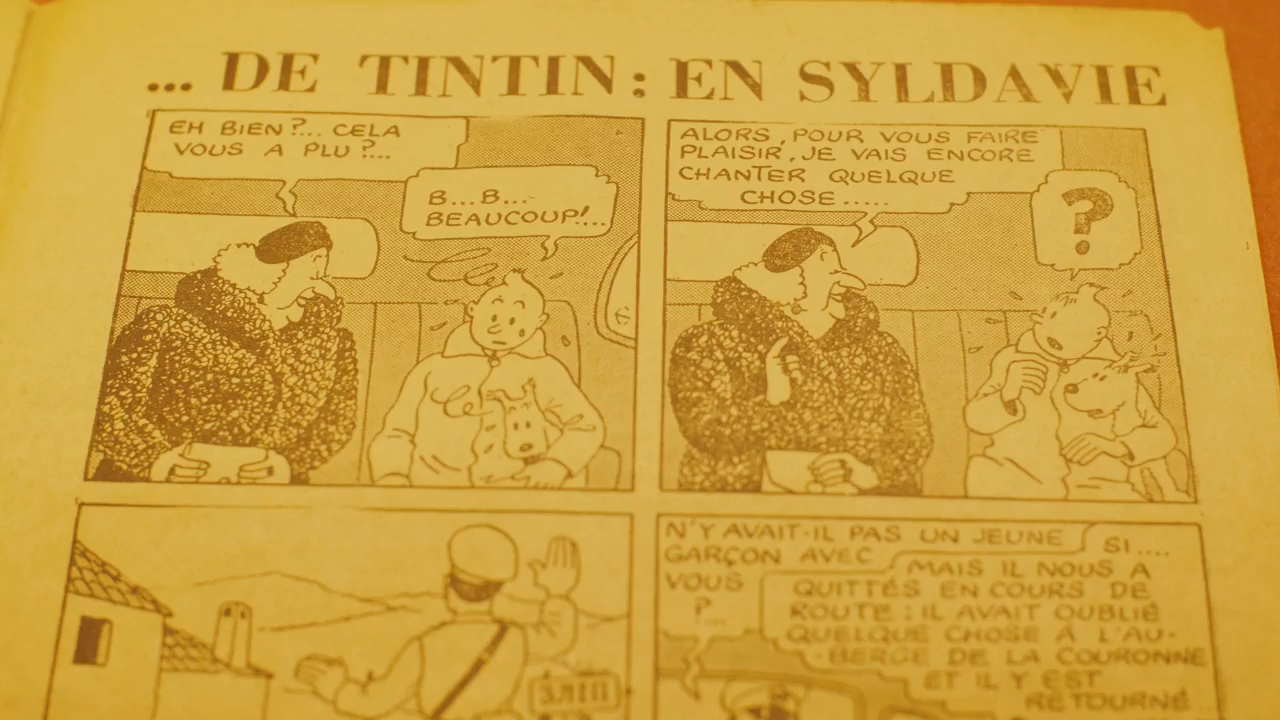 ... DE TINTIN : EN SYLDAVIE
EH BIEN ?... CELA
VOUS A PLU ?...
B...B...
BEAUCOUP!...
ALORS, POUR VOUS FAIRE
PLAISIR, JE VAIS ENCORE
CHANTER QUELQUE
CHOSE.....
?
N'Y AVAIT-IL PAS UN JEUNE
GARÇON AVEC
VOUS
?...
SI....
MAIS IL NOUS A
QUITTÉS EN COURS DE
ROUTE : IL AVAIT OUBLIÉ
QUELQUE CHOSE À L'AU-
BERGE DE LA COURONNE
ET IL Y EST
RETOURNÉ